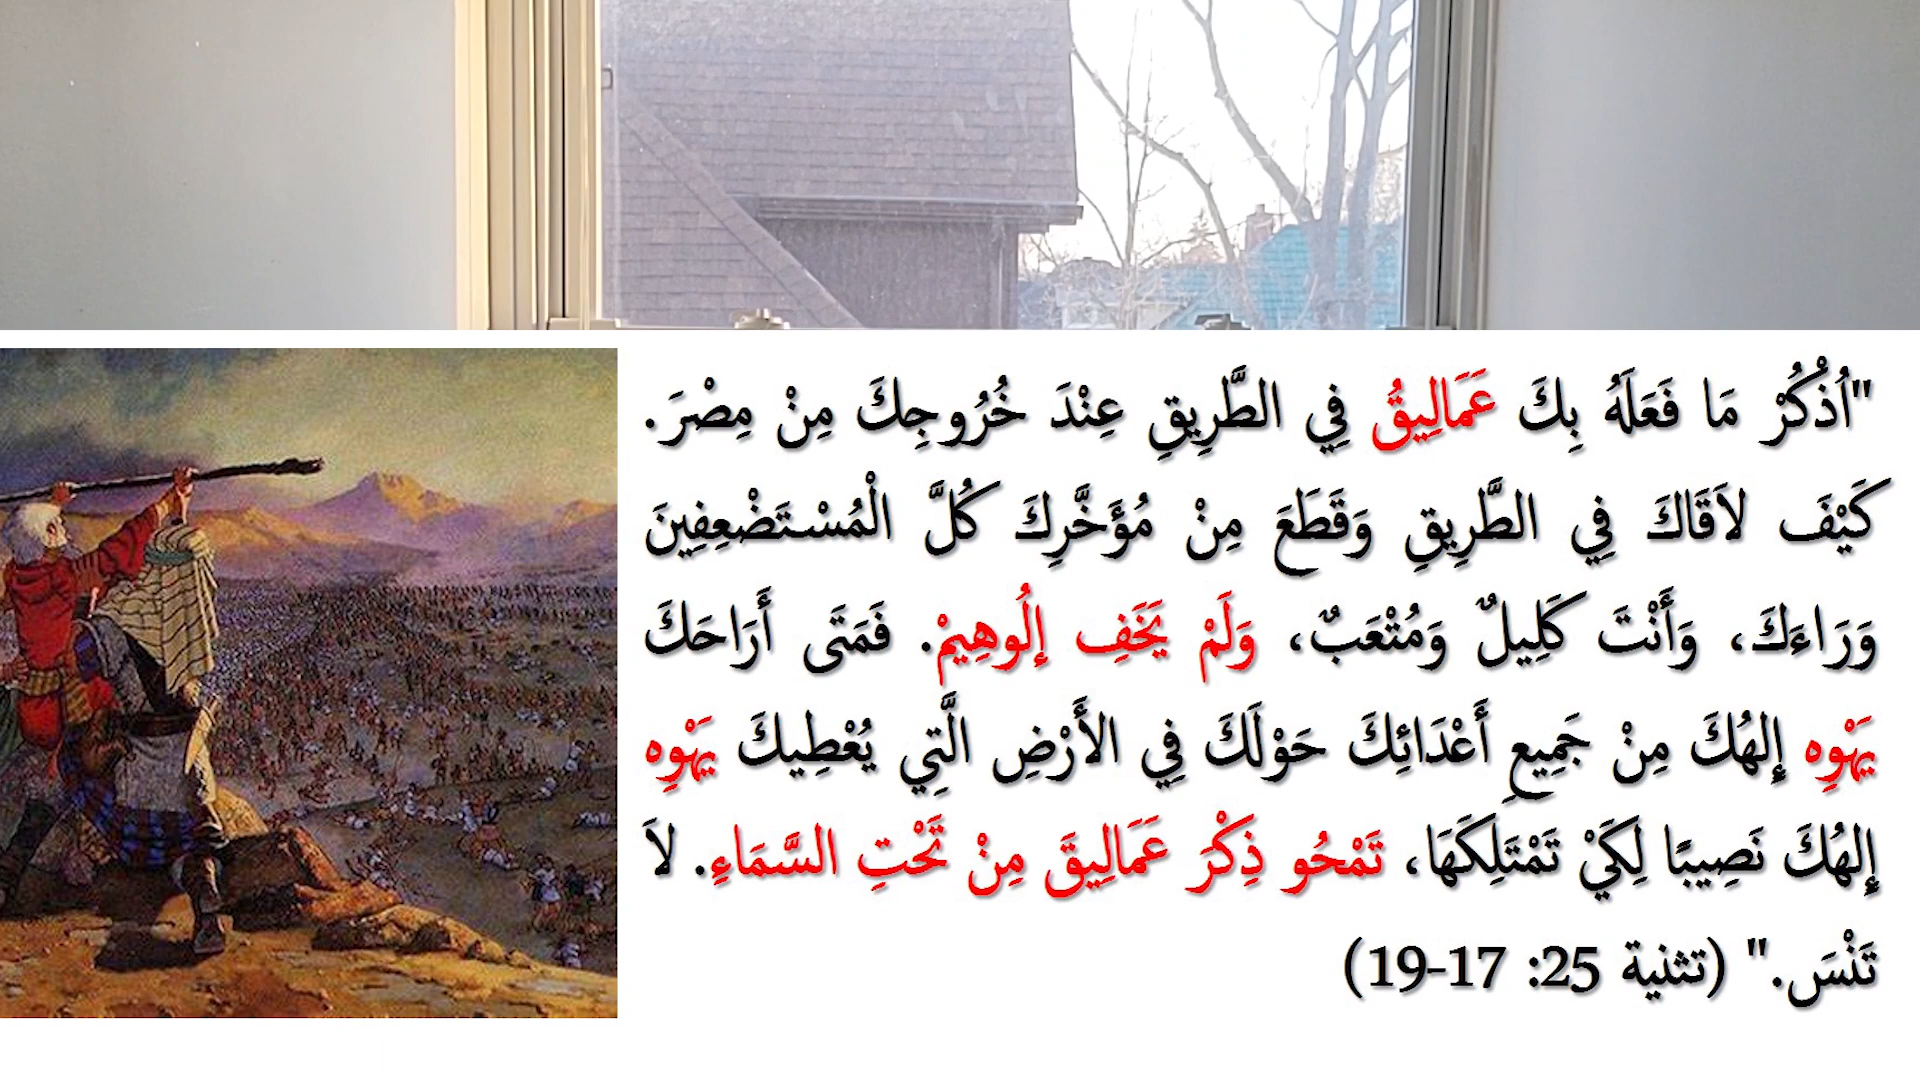 "اُذْكُرْ مَا فَعَلَهُ بِكَ عَمَالِيقُ فِي الطَّرِيقِ عِنْدَ خُرُوجِكَ مِنْ مِصْرَ.
كَيْفَ لاَقَاكَ فِي الطَّرِيقِ وَقَطَعَ مِنْ مُؤَخَّرِكَ كُلَّ الْمُسْتَضْعِفِينَ
وَرَاءَكَ، وَأَنْتَ كَلِيلٌ وَمُتْعَبٌ، وَلَمْ يَخَفِ إلُوهِيمْ. فَمَتَى أَرَاحَكَ
يَهْوِه إِلهُكَ مِنْ جَمِيعِ أَعْدَائِكَ حَوْلَكَ فِي الأَرْضِ الَّتِي يُعْطِيكَ يَهْوِه
إِلهُكَ نَصِيبًا لِكَيْ تَمْتَلِكَهَا، تَمْحُو ذِكْرَ عَمَالِيقَ مِنْ تَحْتِ السَّمَاءِ. لاَ
تَنْسَ." (تثنية 25: 17-19)